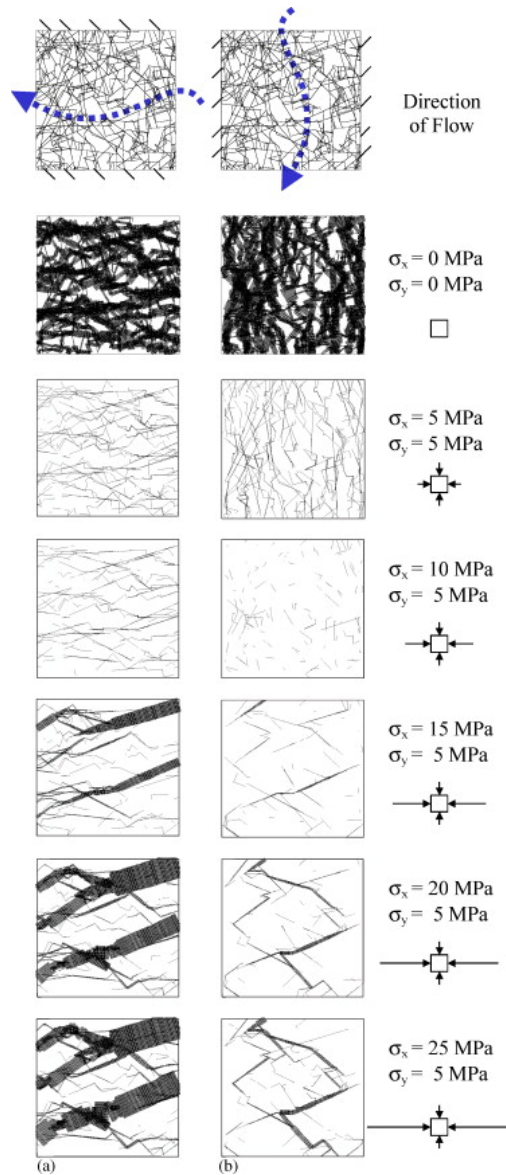 Direction
of Flow
σx = 0 MPa
σy = 0 MPa
σx = 5 MPa
σy = 5 MPa
σx = 10 MPa
σy = 5 MPa
σx = 15 MPa
σy = 5 MPa
σx = 20 MPa
σy = 5 MPa
σx = 25 MPa
σy = 5 MPa
(a) (b)